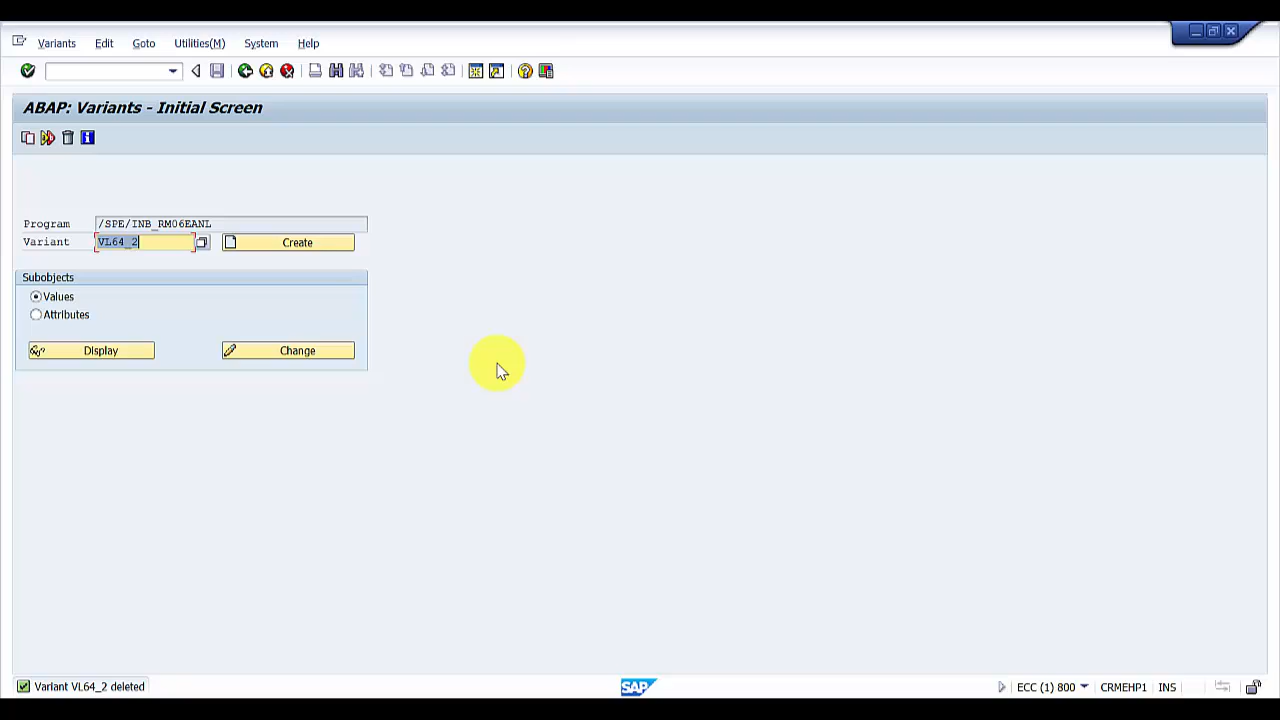 Variants Edit Goto Utilities(M) System Help
ABAP: Variants - Initial Screen
Program /SPE/INB_RM06EANL
Variant VL64_2 Create
Subobjects
Values
Attributes
Display Change
Variant VL64_2 deleted SAP ECC (1) 800 CRMEHP1 INS